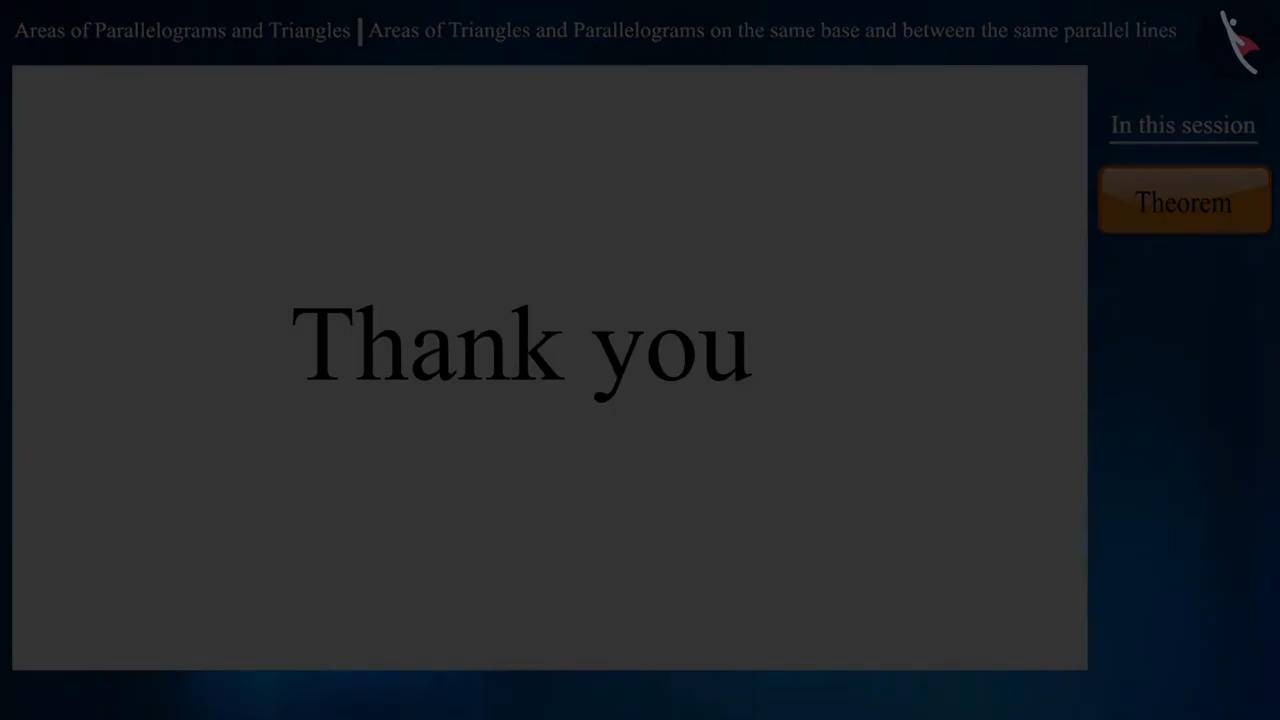 Areas of Parallelograms and Triangles | Areas of Triangles and Parallelograms on the same base and between the same parallel lines
In this session
Theorem
Thank you